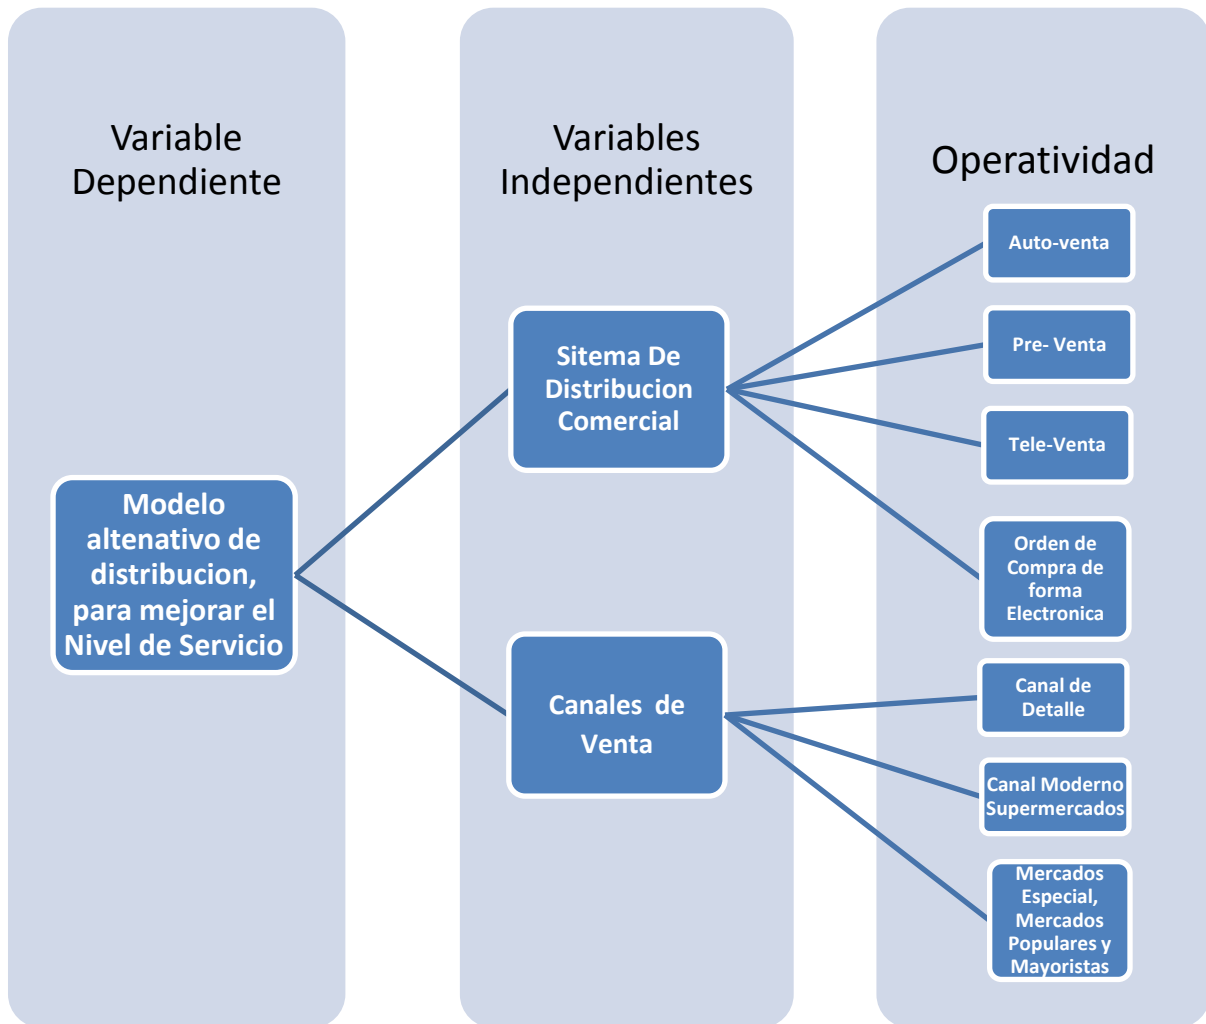 Variable
Dependiente
Modelo
altenativo de
distribucion,
para mejorar el
Nivel de Servicio
Variables
Independientes
Sitema De
Distribucion
Comercial
Canales de
Venta
Operatividad
Auto-venta
Pre- Venta
Tele-Venta
Orden de
Compra de
forma
Electronica
Canal de
Detalle
Canal Moderno
Supermercados
Mercados
Especial,
Mercados
Populares y
Mayoristas